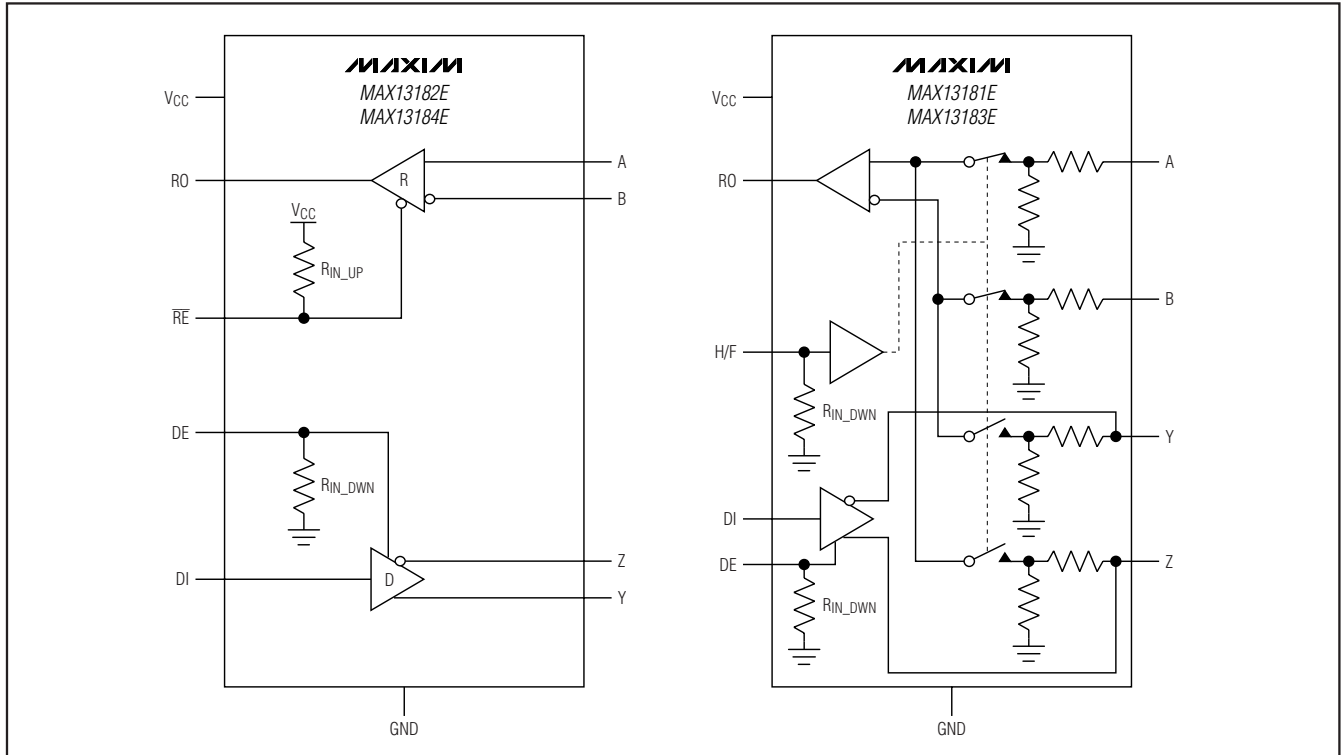 MAXIM
MAX13182E
MAX13184E
VCC
RO
R
A
B
VCC
RIN_UP
RE
DE
RIN_DWN
DI
D
Z
Y
GND
MAXIM
MAX13181E
MAX13183E
VCC
RO
A
B
H/F
RIN_DWN
Y
DI
DE
RIN_DWN
Z
GND